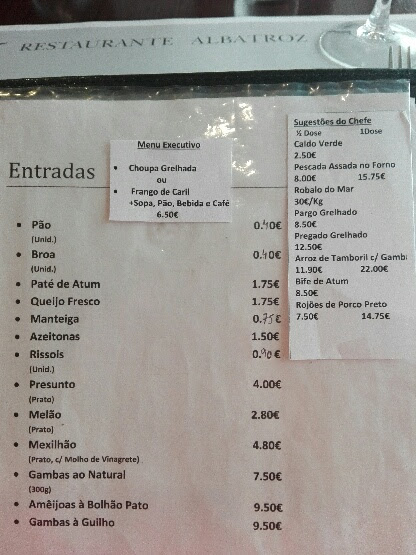 RESTAURANTE ALBATROZ
Menu Executivo
• Choupa Grelhada
ou
• Frango de Caril
+Sopa, Pão, Bebida e Café
6.50€
Sugestões do Chefe
½ Dose 1Dose
Caldo Verde
2.50€
Pescada Assada no Forno
8.00€ 15.75€
Robalo do Mar
30€/Kg
Pargo Grelhado
8.50€
Pregado Grelhado
12.50€
Arroz de Tamboril c/ Gamb
11.90€ 22.00€
Bife de Atum
8.50€
Rojões de Porco Preto
7.50€ 14.75€
Entradas
• Pão 0.40€
(Unid.)
• Broa 0.40€
(Unid.)
• Paté de Atum 1.75€
• Queijo Fresco 1.75€
• Manteiga 0.75€
• Azeitonas 1.50€
• Rissois 0.90€
(Unid.)
• Presunto 4.00€
(Prato)
• Melão 2.80€
(Prato)
• Mexilhão 4.80€
(Prato, c/ Molho de Vinagrete)
• Gambas ao Natural 7.50€
(300g)
• Amêijoas à Bolhão Pato 9.50€
• Gambas à Guilho 9.50€